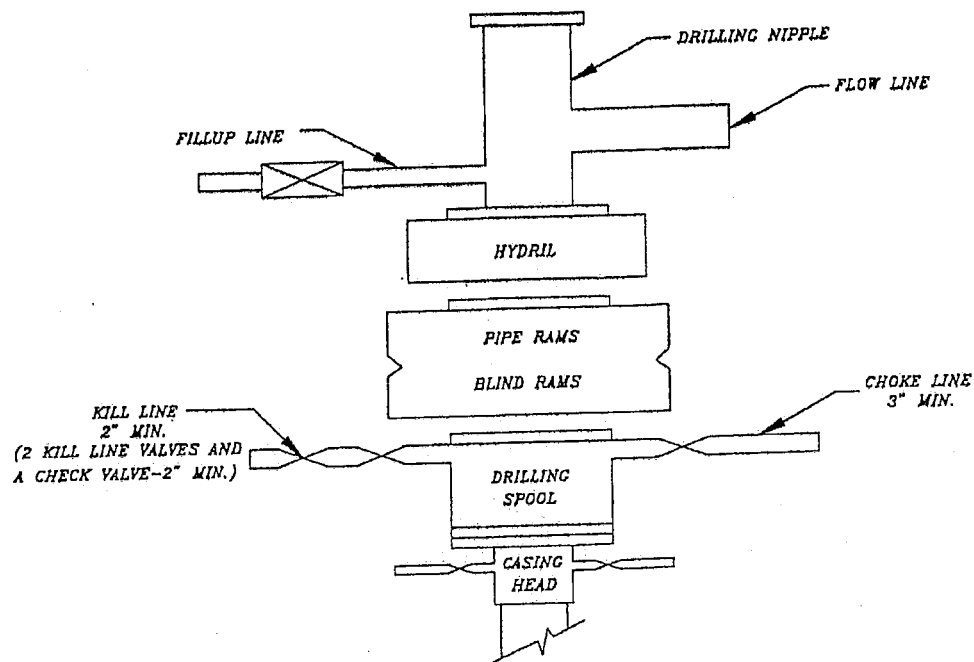 DRILLING NIPPLE
FLOW LINE
FILLUP LINE
HYDRIL
PIPE RAMS
BLIND RAMS
CHOKE LINE
3" MIN.
KILL LINE
2" MIN.
(2 KILL LINE VALVES AND
A CHECK VALVE-2" MIN.)
DRILLING
SPOOL
CASING
HEAD